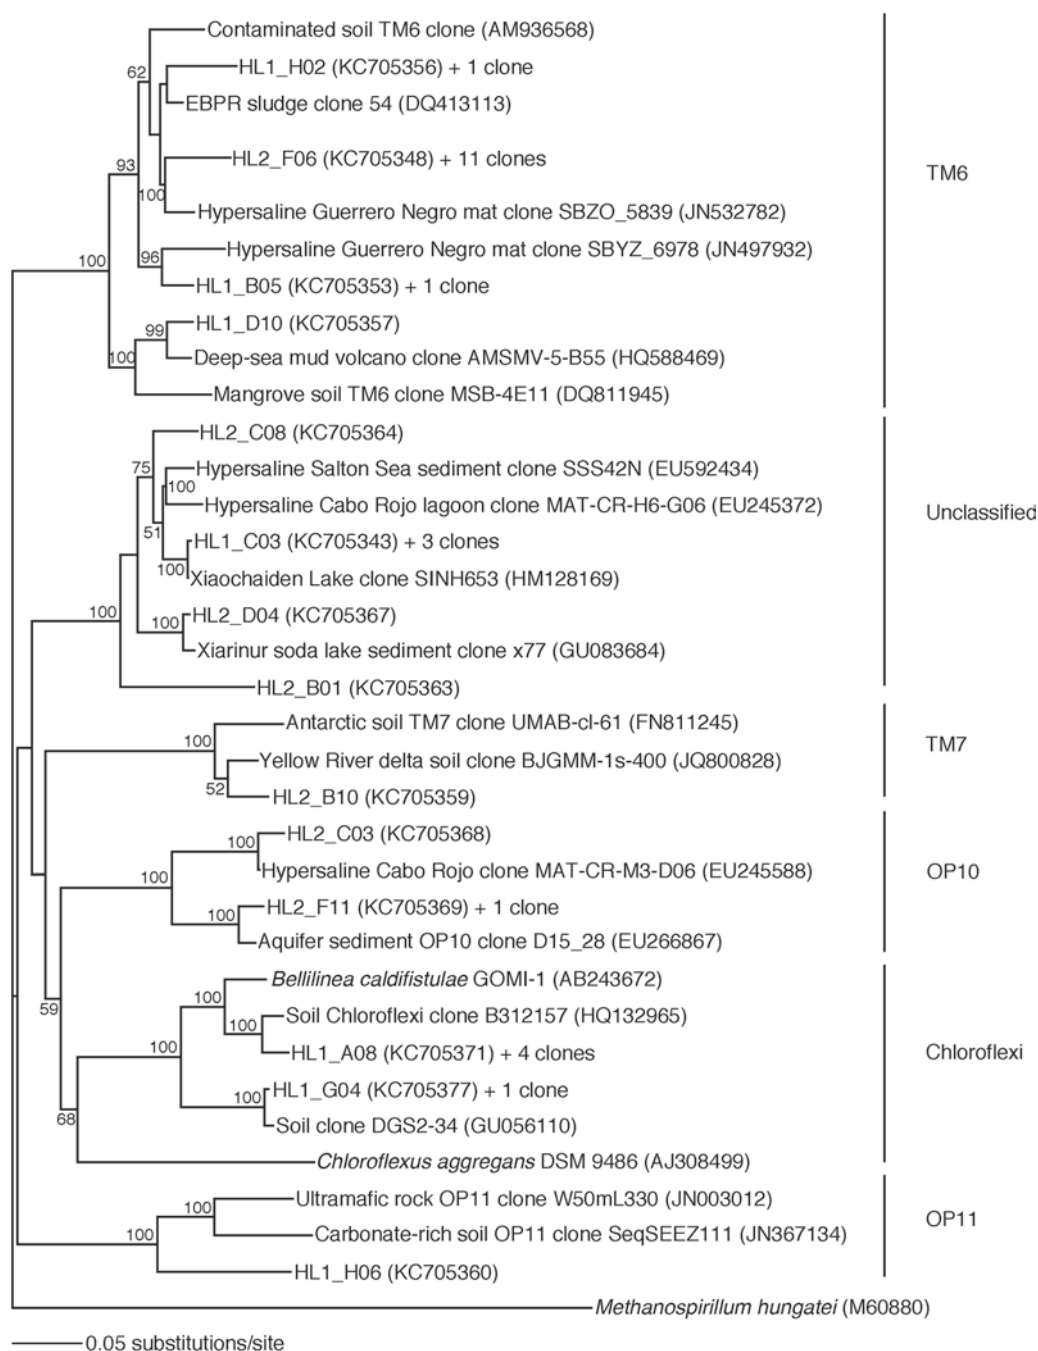 Contaminated soil TM6 clone (AM936568)
62
HL1_H02 (KC705356) + 1 clone
EBPR sludge clone 54 (DQ413113)
93
HL2_F06 (KC705348) + 11 clones
TM6
100
Hypersaline Guerrero Negro mat clone SBZO_5839 (JN532782)
Hypersaline Guerrero Negro mat clone SBYZ_6978 (JN497932)
100
96
HL1_B05 (KC705353) + 1 clone
HL1_D10 (KC705357)
99
100
Deep-sea mud volcano clone AMSMV-5-B55 (HQ588469)
Mangrove soil TM6 clone MSB-4E11 (DQ811945)
HL2_C08 (KC705364)
75
Hypersaline Salton Sea sediment clone SSS42N (EU592434)
100
Hypersaline Cabo Rojo lagoon clone MAT-CR-H6-G06 (EU245372)
Unclassified
51
HL1_C03 (KC705343) + 3 clones
100
Xiaochaiden Lake clone SINH653 (HM128169)
100
HL2_D04 (KC705367)
100
Xiarinur soda lake sediment clone x77 (GU083684)
HL2_B01 (KC705363)
Antarctic soil TM7 clone UMAB-cl-61 (FN811245)
100
TM7
Yellow River delta soil clone BJGMM-1s-400 (JQ800828)
52
HL2_B10 (KC705359)
HL2_C03 (KC705368)
100
Hypersaline Cabo Rojo clone MAT-CR-M3-D06 (EU245588)
OP10
100
HL2_F11 (KC705369) + 1 clone
100
Aquifer sediment OP10 clone D15_28 (EU266867)
Bellilinea caldifistulae GOMI-1 (AB243672)
100
59
Soil Chloroflexi clone B312157 (HQ132965)
100
100
HL1_A08 (KC705371) + 4 clones
Chloroflexi
HL1_G04 (KC705377) + 1 clone
100
68
Soil clone DGS2-34 (GU056110)
Chloroflexus aggregans DSM 9486 (AJ308499)
Ultramafic rock OP11 clone W50mL330 (JN003012)
100
OP11
100
Carbonate-rich soil OP11 clone SeqSEEZ111 (JN367134)
HL1_H06 (KC705360)
Methanospirillum hungatei (M60880)
0.05 substitutions/site